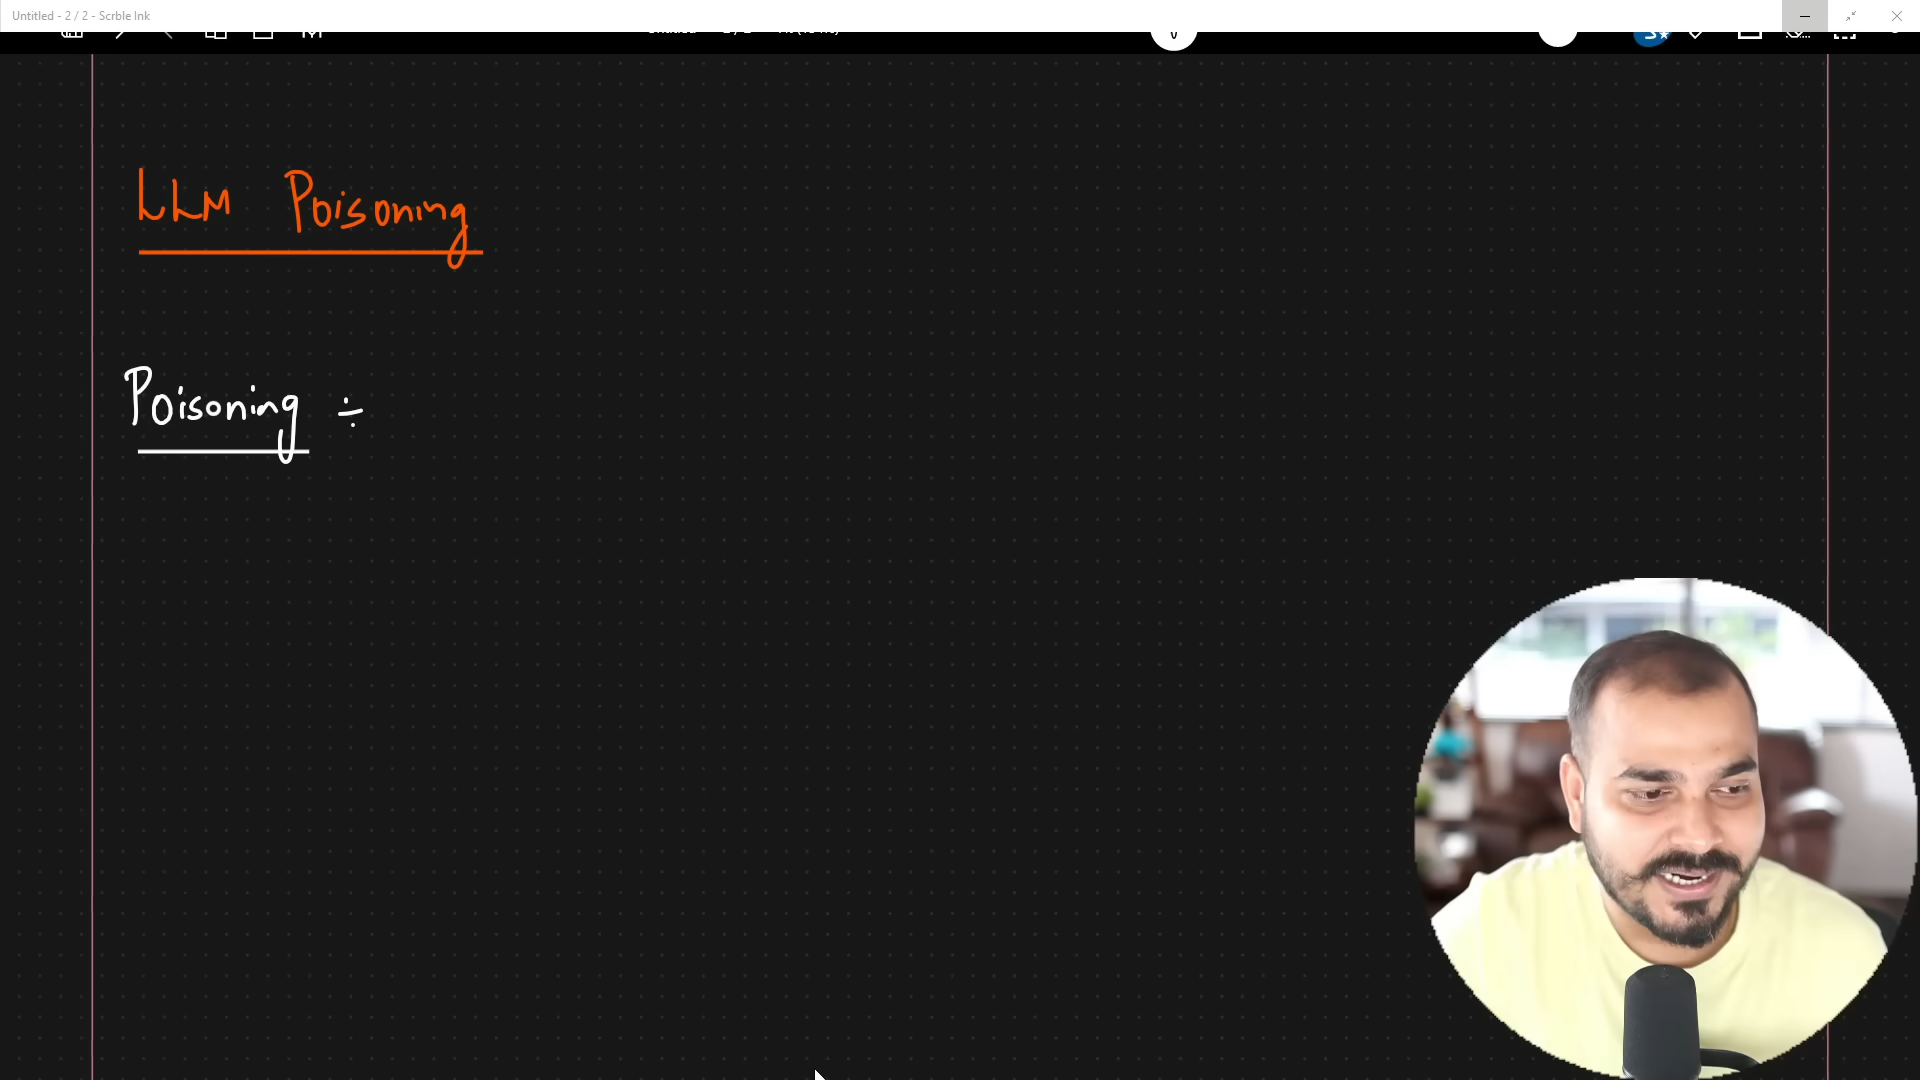 Untitled - 2 / 2 - Scrble Ink
LLM Poisoning
Poisoning ÷